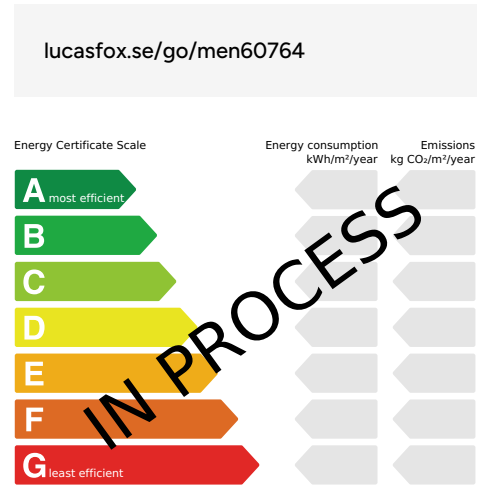 lucasfox.se/go/men60764
Energy Certificate Scale
Energy consumption
kWh/m²/year
Emissions
kg CO₂/m²/year
A most efficient
B
C
D
E
F
G least efficient
IN PROCESS